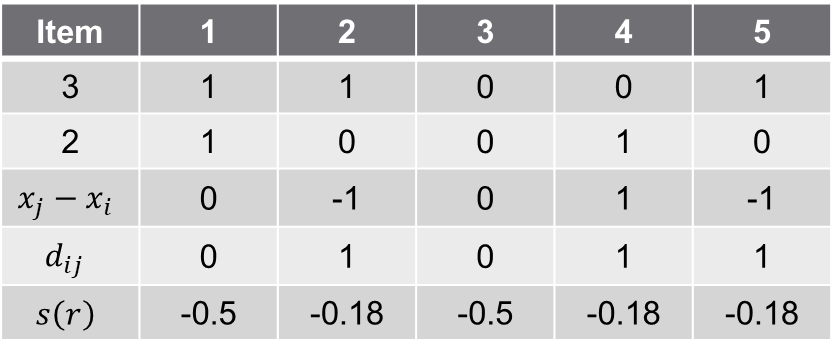 Item 1 2 3 4 5
3 1 1 0 0 1
2 1 0 0 1 0
x_j − x_i 0 -1 0 1 -1
d_ij 0 1 0 1 1
s(r) -0.5 -0.18 -0.5 -0.18 -0.18